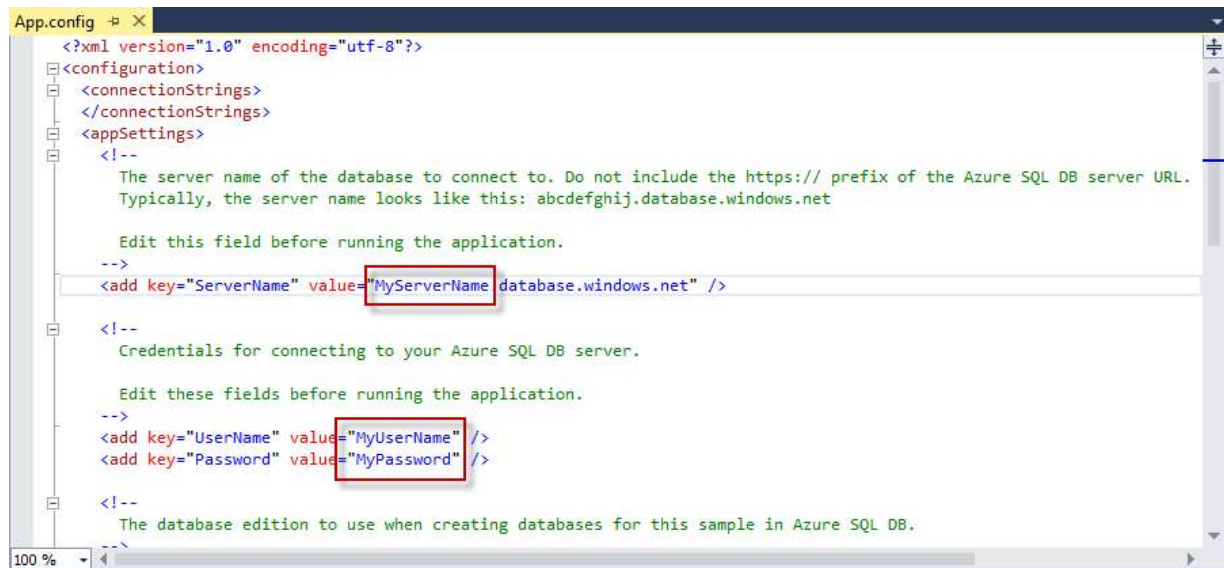 App.config
<?xml version="1.0" encoding="utf-8"?>
<configuration>
<connectionStrings>
</connectionStrings>
<appSettings>
<!--
The server name of the database to connect to. Do not include the https:// prefix of the Azure SQL DB server URL.
Typically, the server name looks like this: abcdefghij.database.windows.net
Edit this field before running the application.
-->
<add key="ServerName" value="MyServerName.database.windows.net" />
<!--
Credentials for connecting to your Azure SQL DB server.
Edit these fields before running the application.
-->
<add key="UserName" value="MyUserName" />
<add key="Password" value="MyPassword" />
<!--
The database edition to use when creating databases for this sample in Azure SQL DB.
-->
100 %